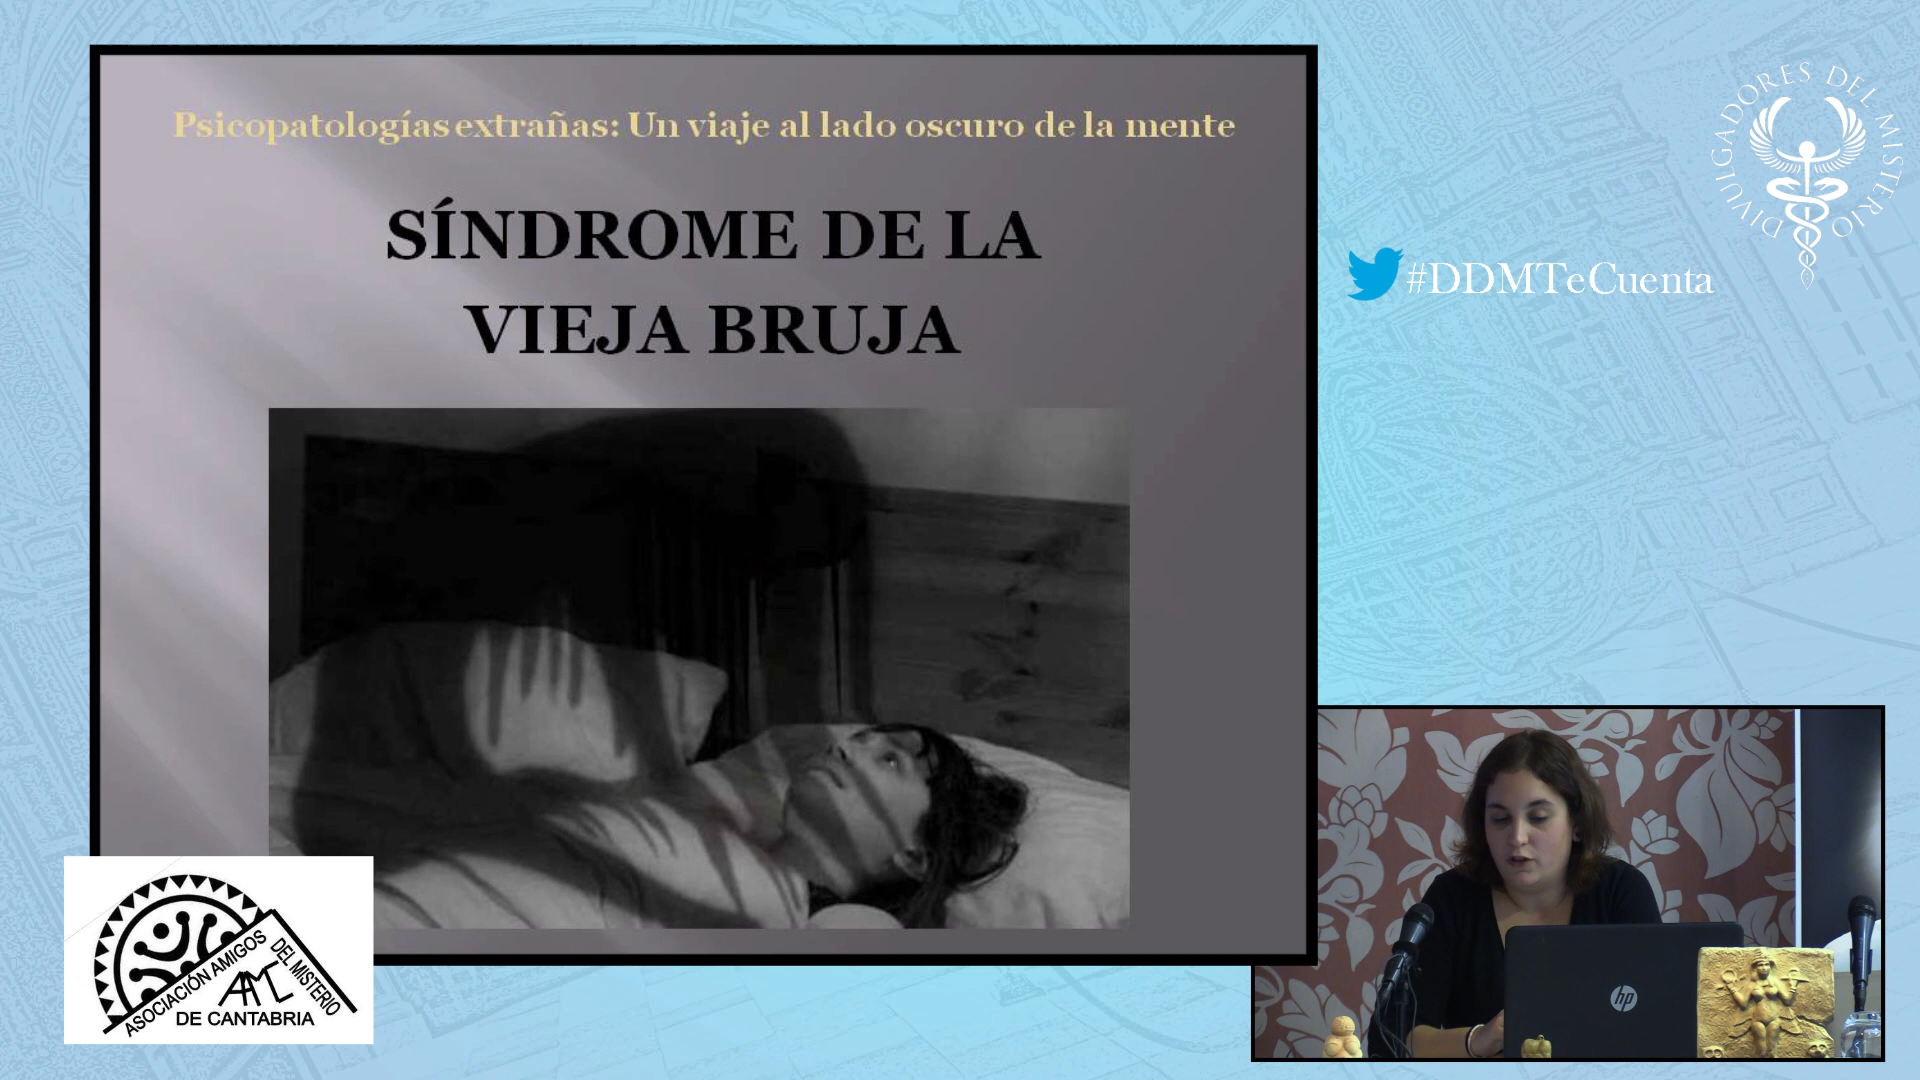 Psicopatologías extrañas: Un viaje al lado oscuro de la mente
SÍNDROME DE LA
VIEJA BRUJA
DIVULGADORES DEL MISTERIO
#DDMTeCuenta
ASOCIACIÓN AMIGOS DEL MISTERIO
AMC
DE CANTABRIA
hp